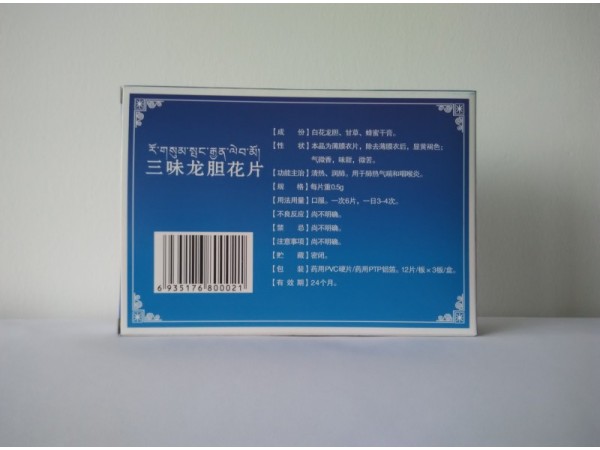 རོ་གསུམ་སྤང་རྒྱན་ལེབ་མོ།
三味龙胆花片
【成 份】白花龙胆、甘草、蜂蜜干膏。
【性 状】本品为薄膜衣片，除去薄膜衣后，显黄褐色；
气微香，味甜、微苦。
【功能主治】清热，润肺。用于肺热气喘和咽喉炎。
【规 格】每片重0.5g
【用法用量】口服。一次6片，一日3-4次。
【不良反应】尚不明确。
【禁 忌】尚不明确。
【注意事项】尚不明确。
【贮 藏】密闭。
【包 装】药用PVC硬片/药用PTP铝箔。12片/板×3板/盒。
【有 效 期】24个月。
6 935176 800021